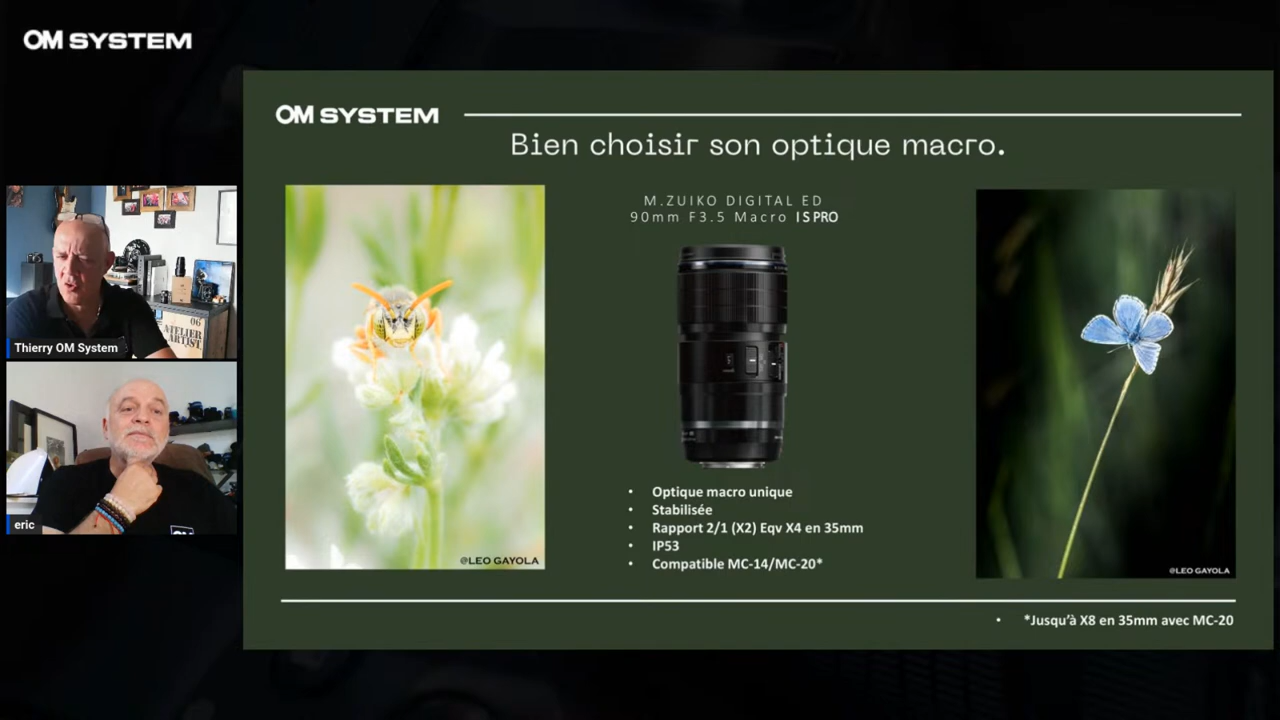 OM SYSTEM
OM SYSTEM
Bien choisir son optique macro.
M.ZUIKO DIGITAL ED
90mm F3.5 Macro IS PRO
• Optique macro unique
• Stabilisée
• Rapport 2/1 (X2) Eqv X4 en 35mm
• IP53
• Compatible MC-14/MC-20*
@LEO GAYOLA
@LEO GAYOLA
• *Jusqu'à X8 en 35mm avec MC-20
06
ATELIER
ARTIST
Thierry OM System
eric